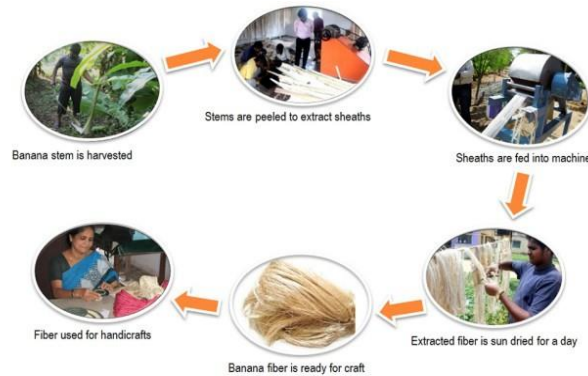 Banana stem is harvested
Stems are peeled to extract sheaths
Sheaths are fed into machine
Extracted fiber is sun dried for a day
Banana fiber is ready for craft
Fiber used for handicrafts